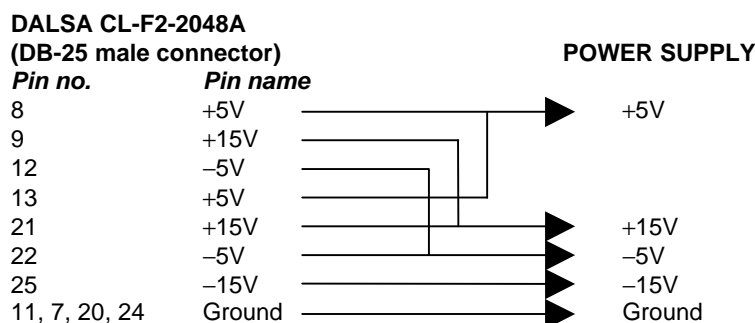 DALSA CL-F2-2048A
(DB-25 male connector) POWER SUPPLY
Pin no. Pin name
8 +5V +5V
9 +15V
12 −5V
13 +5V
21 +15V +15V
22 −5V −5V
25 −15V −15V
11, 7, 20, 24 Ground Ground